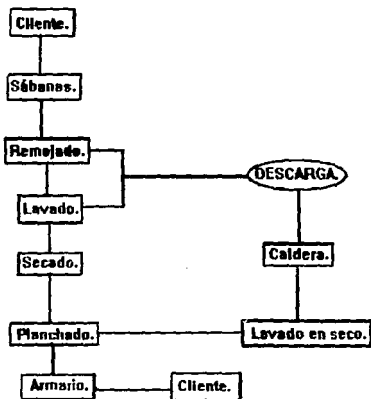 Cliente.
Sábanas.
Remojado.
DESCARGA.
Lavado.
Caldera.
Secado.
Planchado.
Lavado en seco.
Armario.
Cliente.